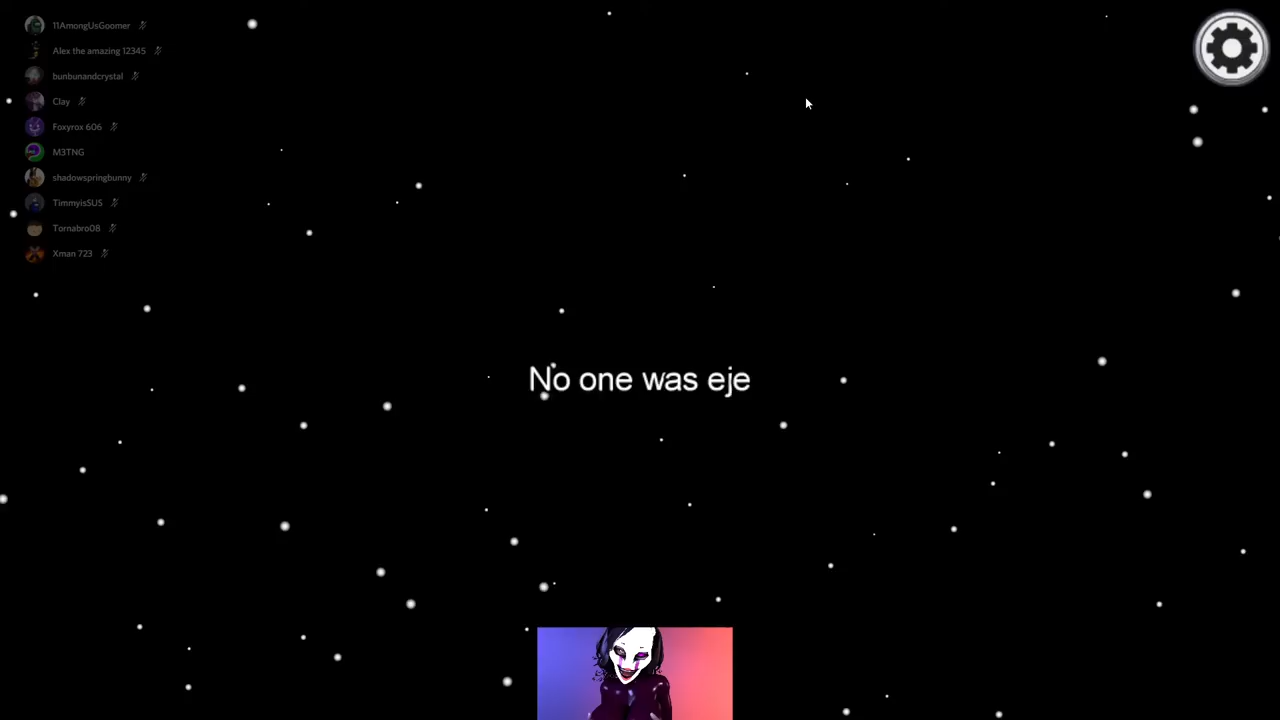 11AmongUsGoomer
Alex the amazing 12345
bunbunandcrystal
Clay
Foxyrox 606
M3TNG
shadowspringbunny
TimmyisSUS
Tornabro08
Xman 723
No one was eje